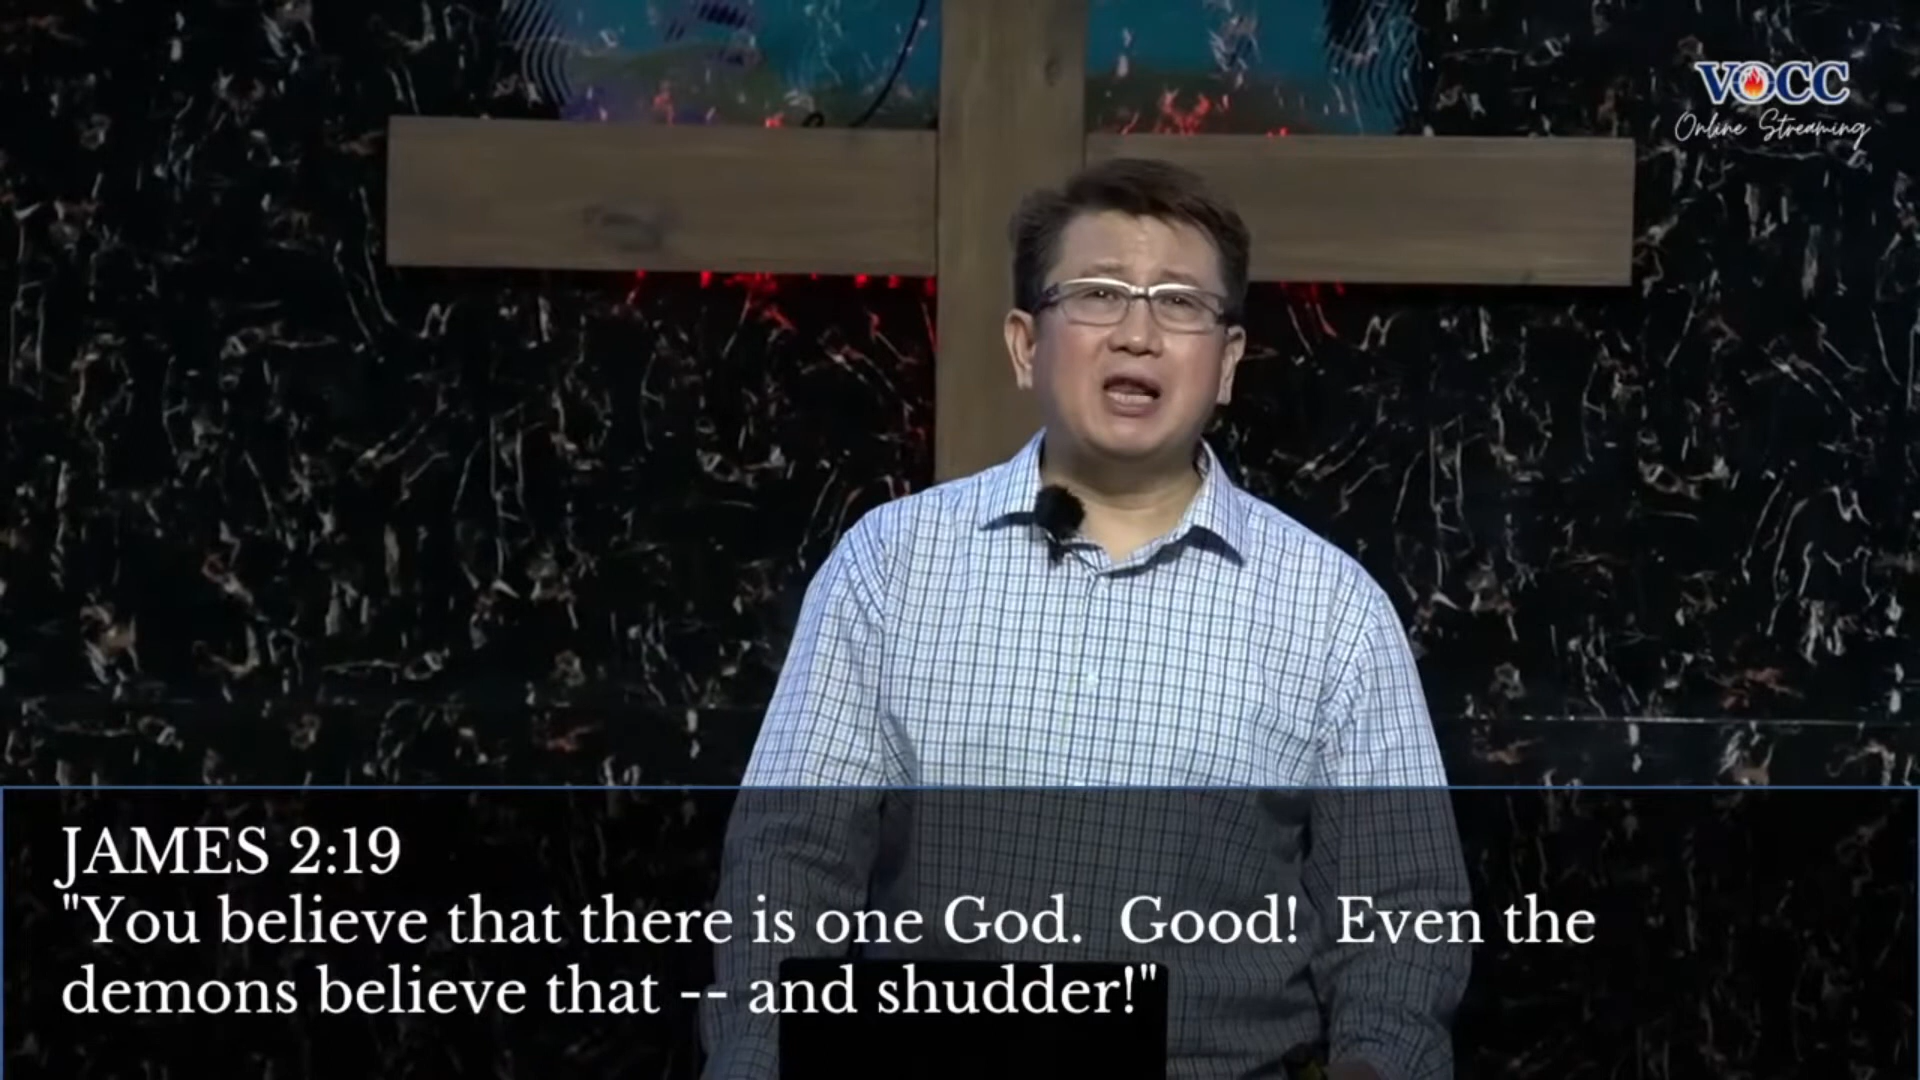 VOCC
Online Streaming
JAMES 2:19
"You believe that there is one God.  Good!  Even the
demons believe that -- and shudder!"